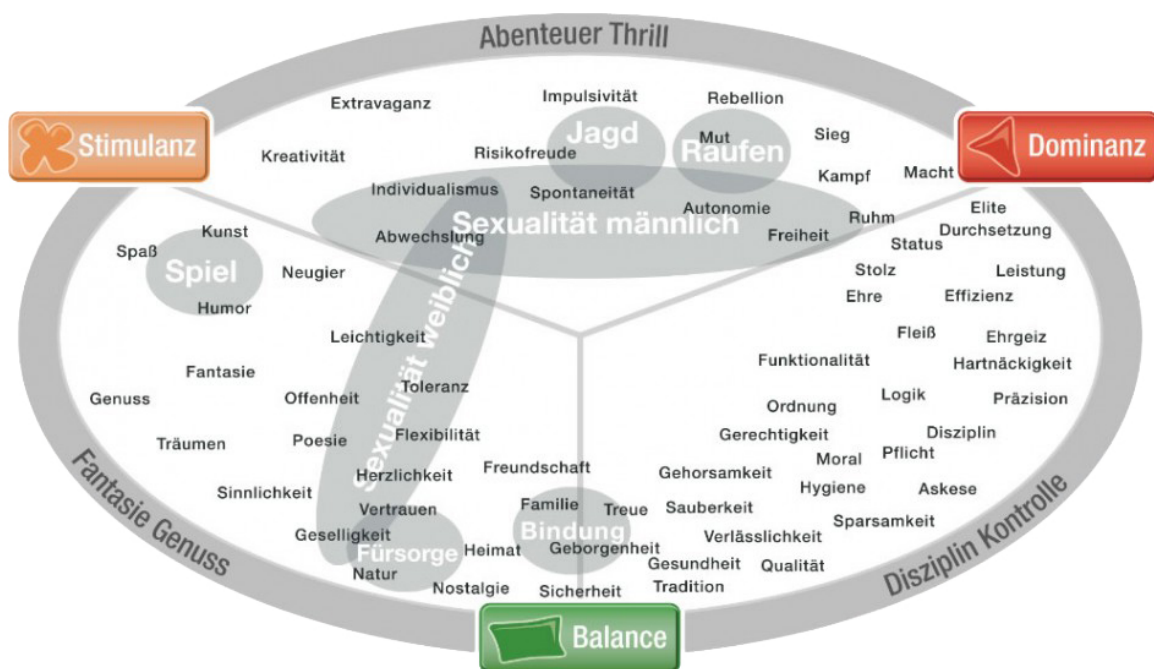 Abenteuer Thrill
Extravaganz
Impulsivität
Rebellion
Stimulanz
Kreativität
Risikofreude
Jagd
Mut
Raufen
Sieg
Dominanz
Individualismus
Spontaneität
Kampf
Macht
Abwechslung
Sexualität männlich
Autonomie
Freiheit
Ruhm
Elite
Status
Durchsetzung
Spaß
Kunst
Spiel
Neugier
Humor
Stolz
Leistung
Ehre
Effizienz
Leichtigkeit
Sexualität weiblich
Fleiß
Ehrgeiz
Fantasie
Toleranz
Funktionalität
Hartnäckigkeit
Genuss
Offenheit
Ordnung
Logik
Präzision
Träumen
Poesie
Flexibilität
Gerechtigkeit
Disziplin
Moral
Pflicht
Sinnlichkeit
Herzlichkeit
Freundschaft
Gehorsamkeit
Hygiene
Askese
Vertrauen
Familie
Treue
Sauberkeit
Sparsamkeit
Geselligkeit
Fürsorge
Heimat
Bindung
Geborgenheit
Verlässlichkeit
Natur
Nostalgie
Sicherheit
Gesundheit
Qualität
Tradition
Fantasie Genuss
Disziplin Kontrolle
Balance